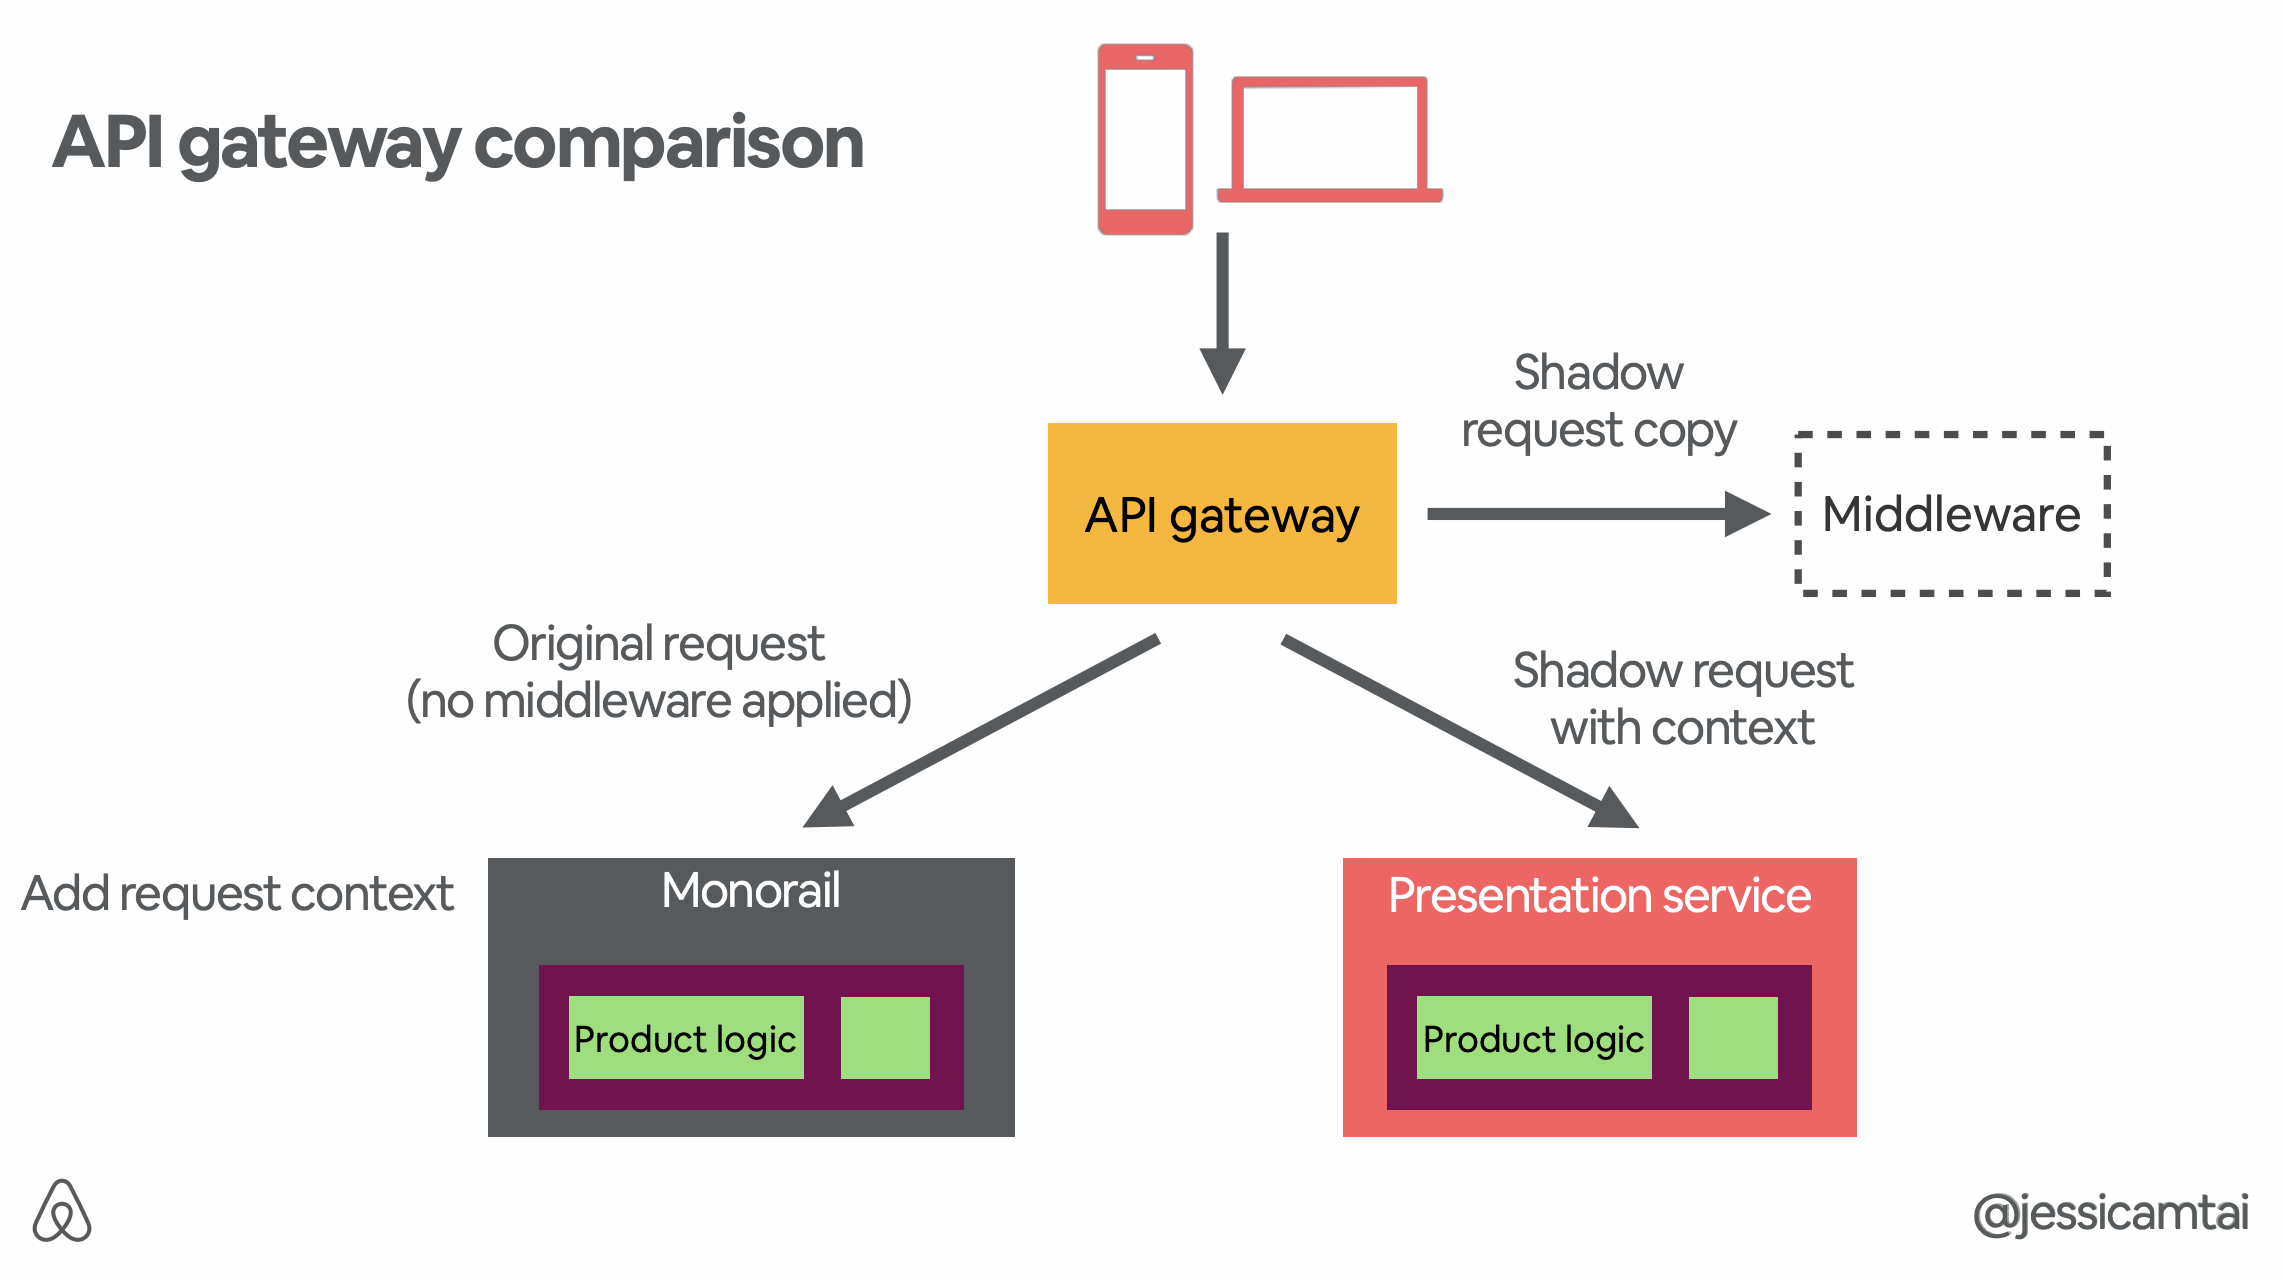 API gateway comparison
Shadow
request copy
API gateway
Middleware
Original request
(no middleware applied)
Shadow request
with context
Add request context
Monorail
Presentation service
Product logic
Product logic
@jessicamtai